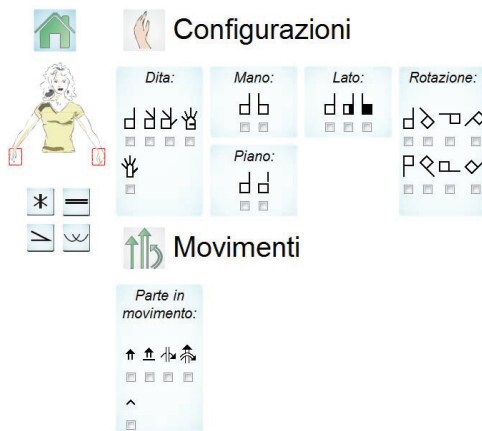 Configurazioni
Dita:
Mano:
Lato:
Rotazione:
Piano:
Movimenti
Parte in
movimento: